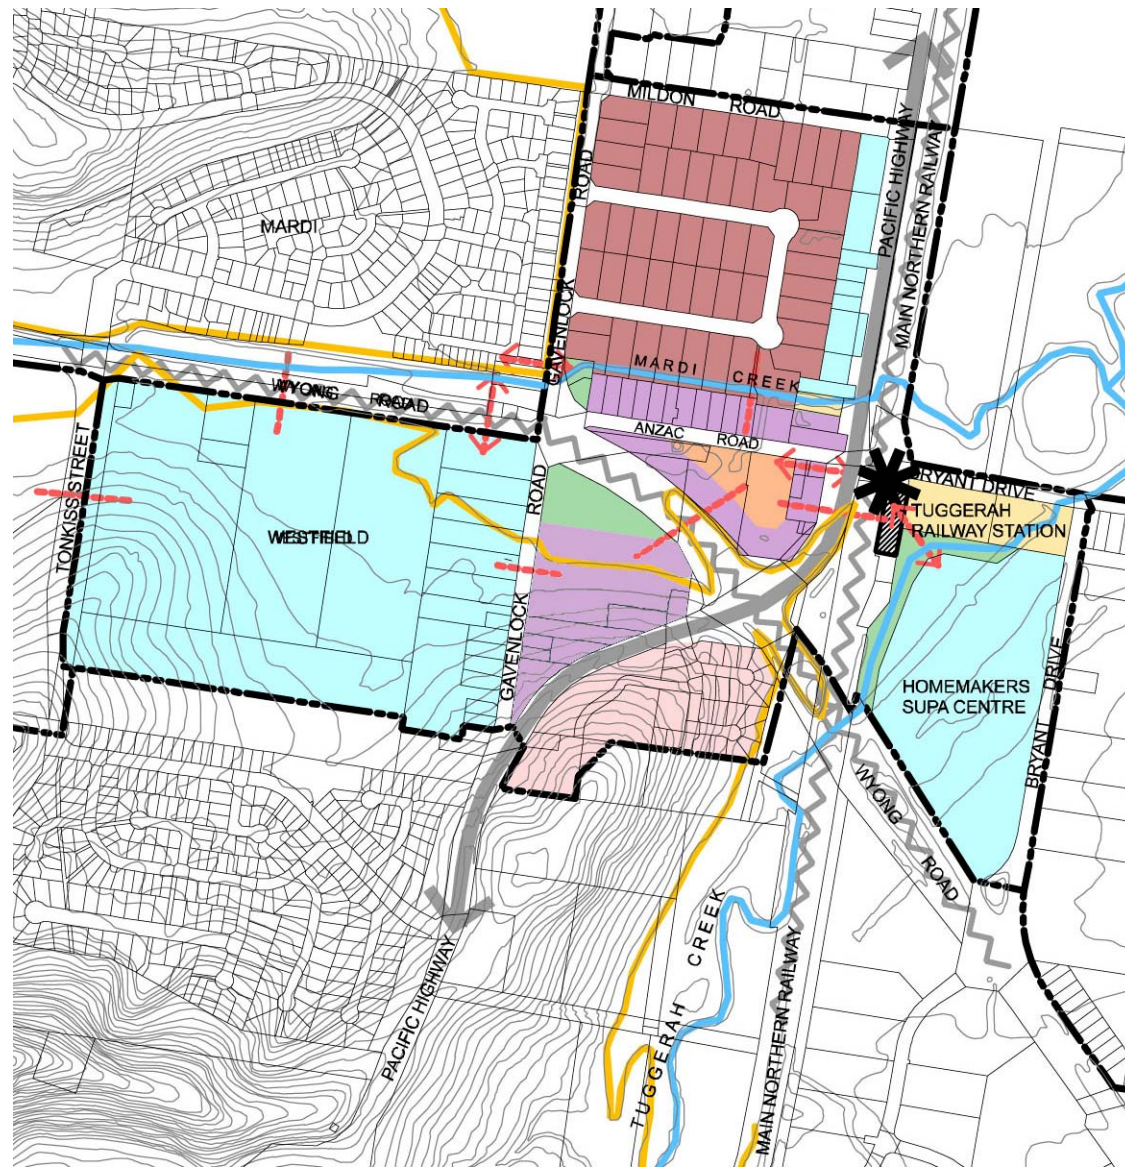 MILDON ROAD
PACIFIC HIGHWAY
MAIN NORTHERN RAILWAY
GAVENLOCK ROAD
MARDI
MARDI CREEK
WYONG ROAD
ANZAC ROAD
BRYANT DRIVE
TUGGERAH
RAILWAY STATION
TONKISS STREET
WESTFIELD
GAVENLOCK ROAD
HOMEMAKERS
SUPA CENTRE
BRYANT DRIVE
WYONG ROAD
TUGGERAH CREEK
MAIN NORTHERN RAILWAY
PACIFIC HIGHWAY